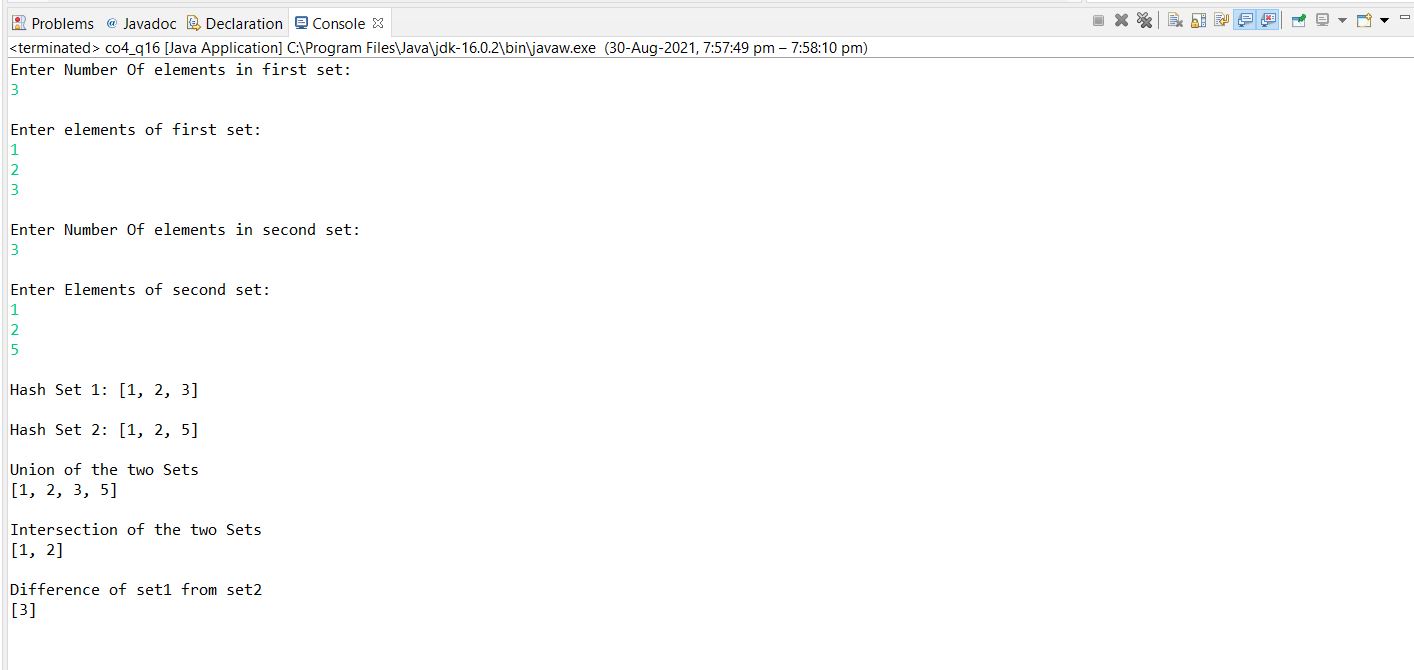 Problems @ Javadoc Declaration Console
<terminated> co4_q16 [Java Application] C:\Program Files\Java\jdk-16.0.2\bin\javaw.exe (30-Aug-2021, 7:57:49 pm – 7:58:10 pm)
Enter Number Of elements in first set:
3
Enter elements of first set:
1
2
3
Enter Number Of elements in second set:
3
Enter Elements of second set:
1
2
5
Hash Set 1: [1, 2, 3]
Hash Set 2: [1, 2, 5]
Union of the two Sets
[1, 2, 3, 5]
Intersection of the two Sets
[1, 2]
Difference of set1 from set2
[3]